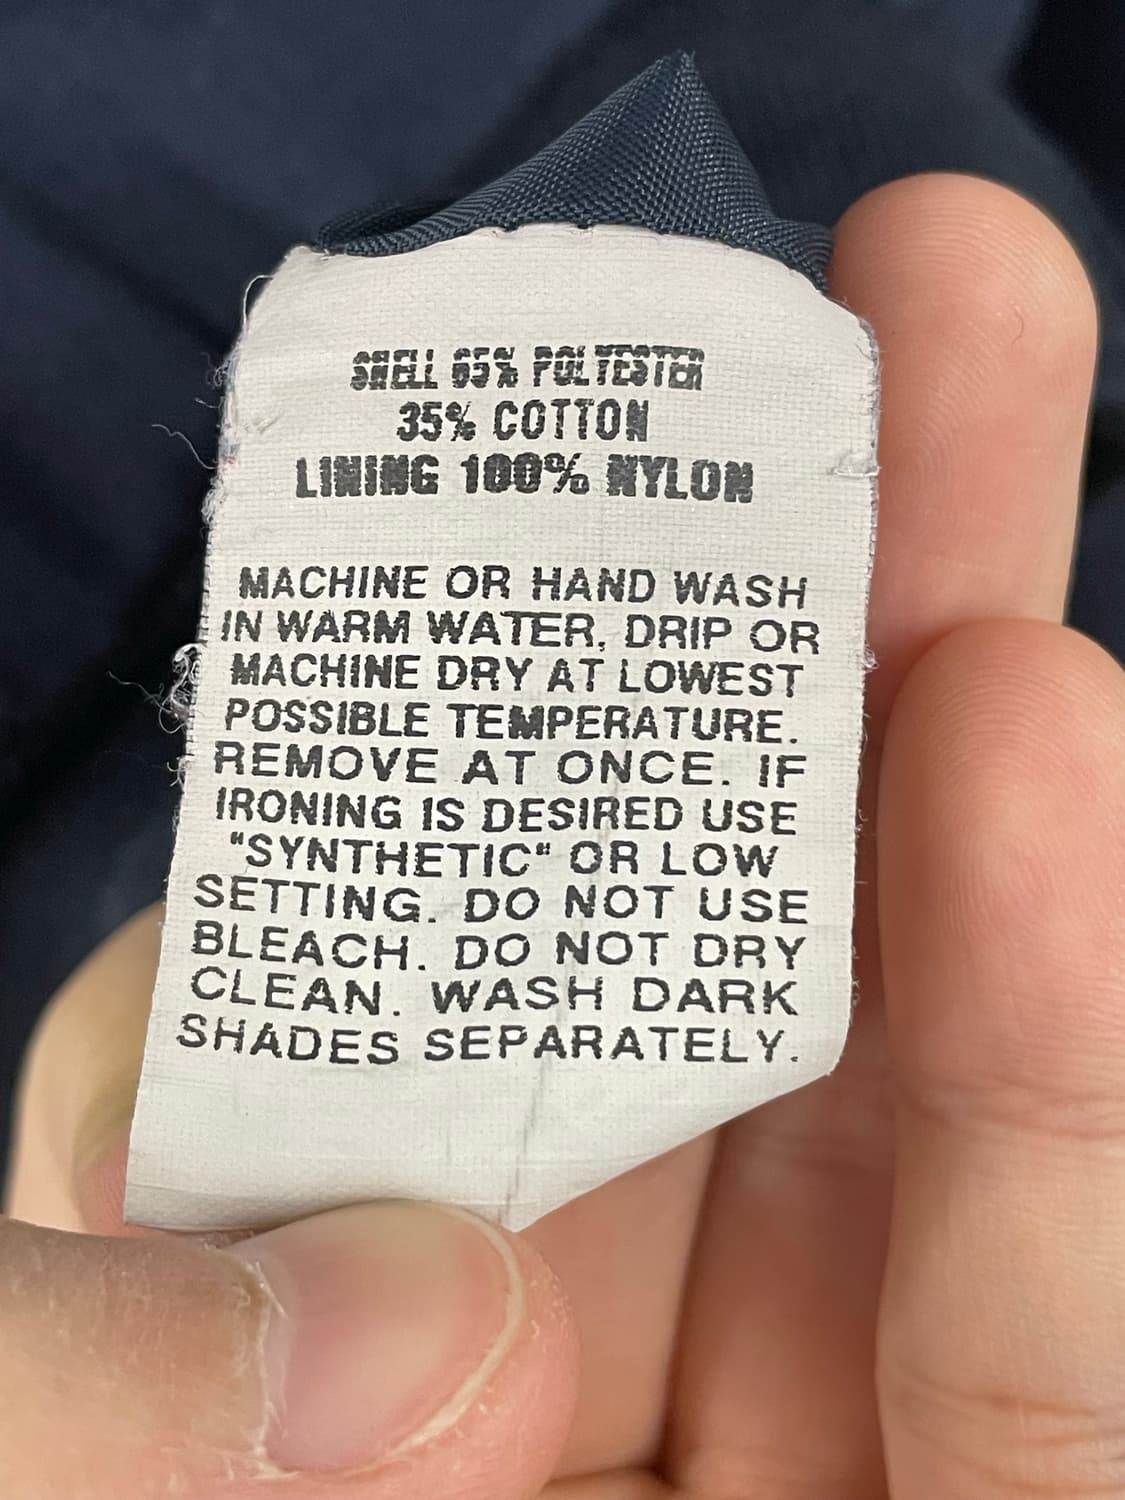 SHELL 65% POLYESTER
35% COTTON
LINING 100% NYLON
MACHINE OR HAND WASH
IN WARM WATER, DRIP OR
MACHINE DRY AT LOWEST
POSSIBLE TEMPERATURE.
REMOVE AT ONCE. IF
IRONING IS DESIRED USE
"SYNTHETIC" OR LOW
SETTING. DO NOT USE
BLEACH. DO NOT DRY
CLEAN. WASH DARK
SHADES SEPARATELY.